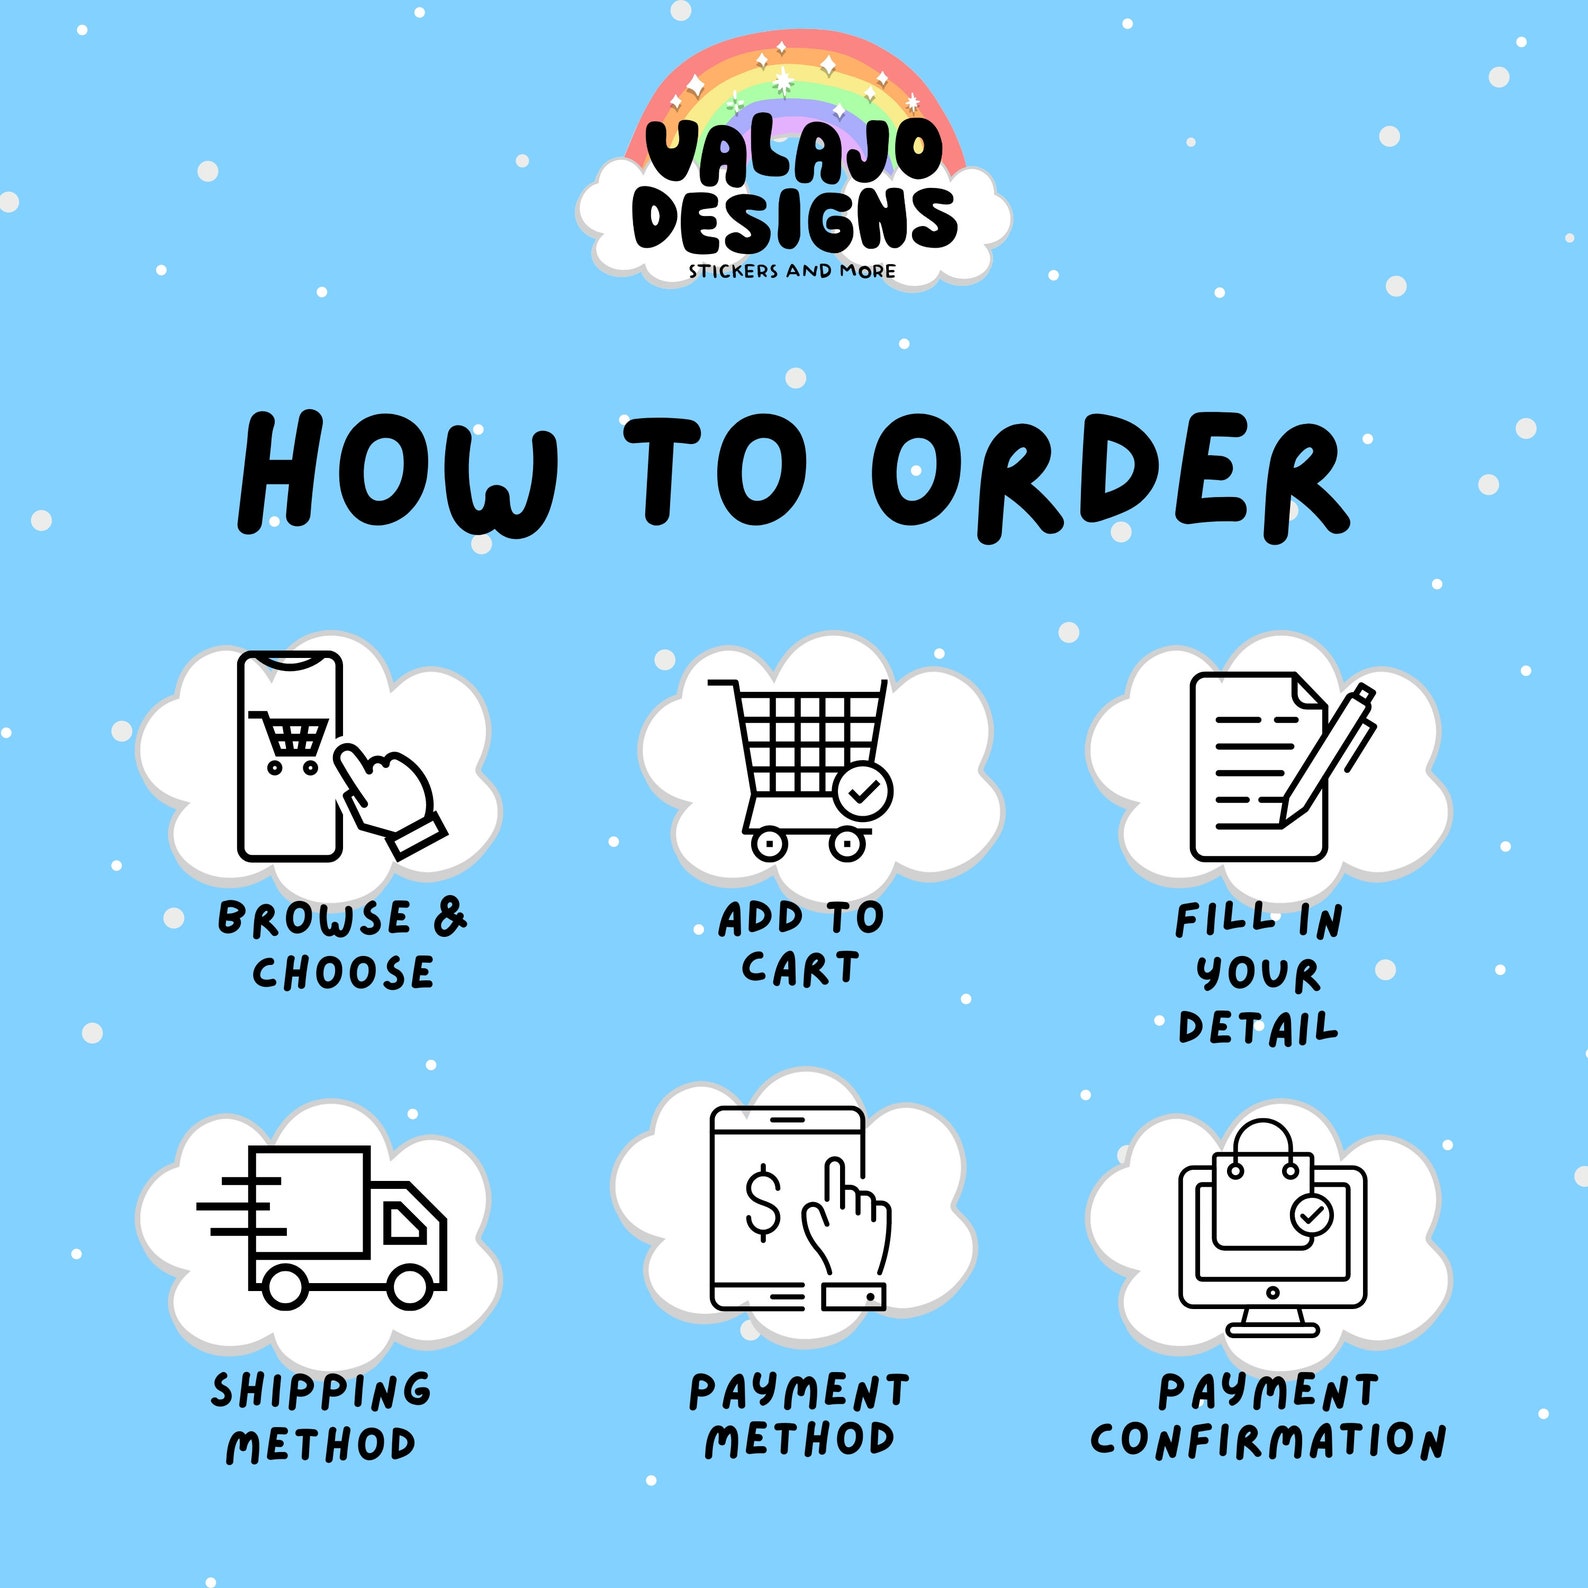 VALAJO
DESIGNS
STICKERS AND MORE
HOW TO ORDER
BROWSE &
CHOOSE
ADD TO
CART
FILL IN
YOUR
DETAIL
SHIPPING
METHOD
$
PAYMENT
METHOD
PAYMENT
CONFIRMATION